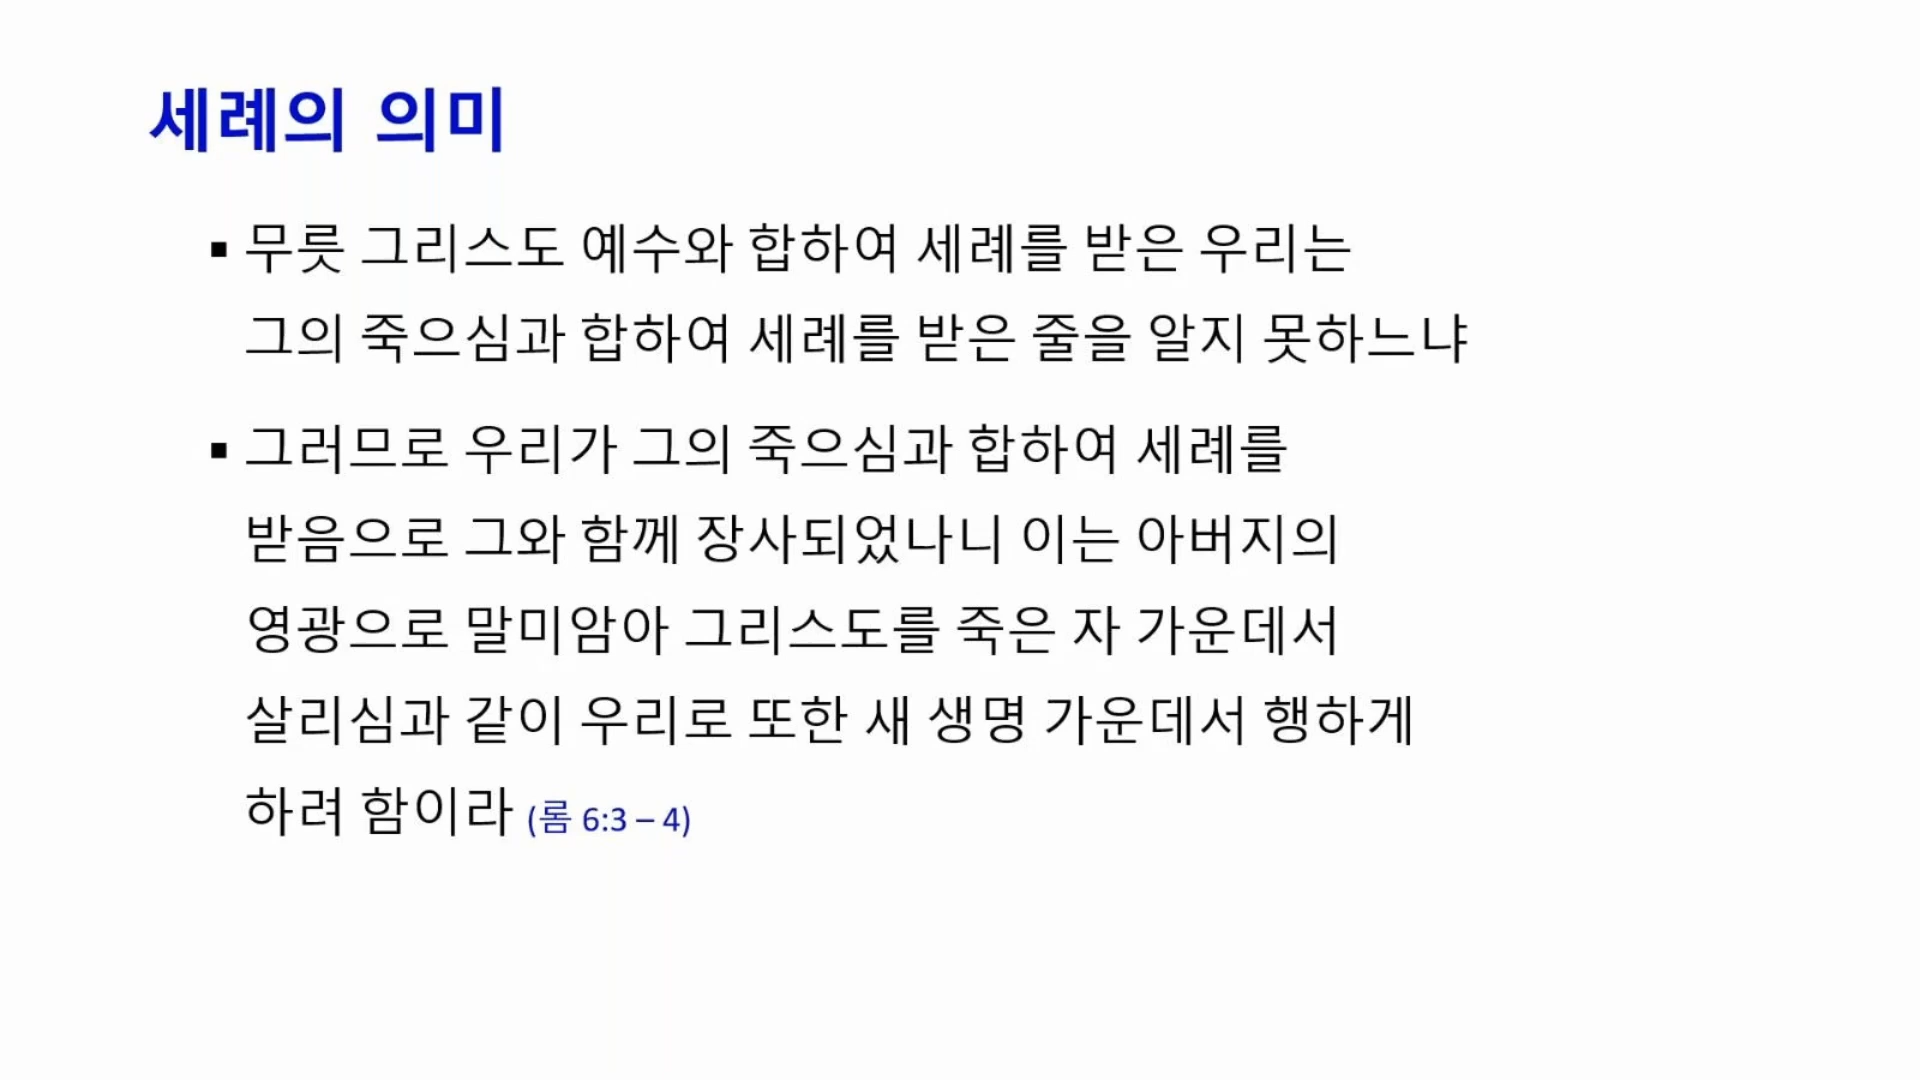 세례의 의미
▪ 무릇 그리스도 예수와 합하여 세례를 받은 우리는
그의 죽으심과 합하여 세례를 받은 줄을 알지 못하느냐
▪ 그러므로 우리가 그의 죽으심과 합하여 세례를
받음으로 그와 함께 장사되었나니 이는 아버지의
영광으로 말미암아 그리스도를 죽은 자 가운데서
살리심과 같이 우리로 또한 새 생명 가운데서 행하게
하려 함이라 (롬 6:3 – 4)